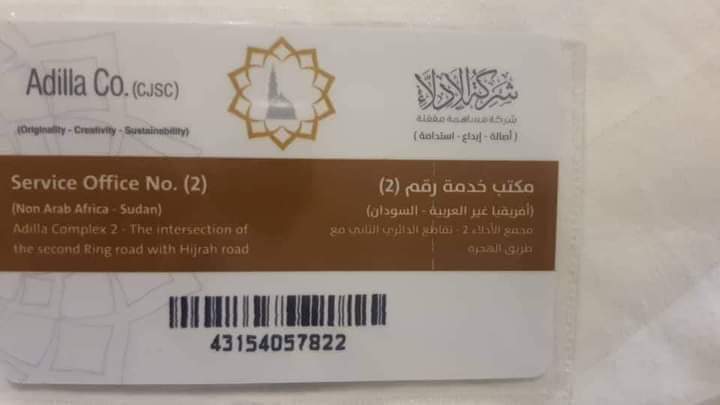 Adilla Co. (CJSC)
(Originality - Creativity - Sustainability)
شركة الأدلاء
شركة مساهمة مقفلة
( أصالة - إبداع - استدامة )
Service Office No. (2)
(Non Arab Africa - Sudan)
Adilla Complex 2 - The intersection of
the second Ring road with Hijrah road
مكتب خدمة رقم (2)
(أفريقيا غير العربية - السودان)
مجمع الأدلاء 2 - تقاطع الدائري الثاني مع
طريق الهجرة
43154057822